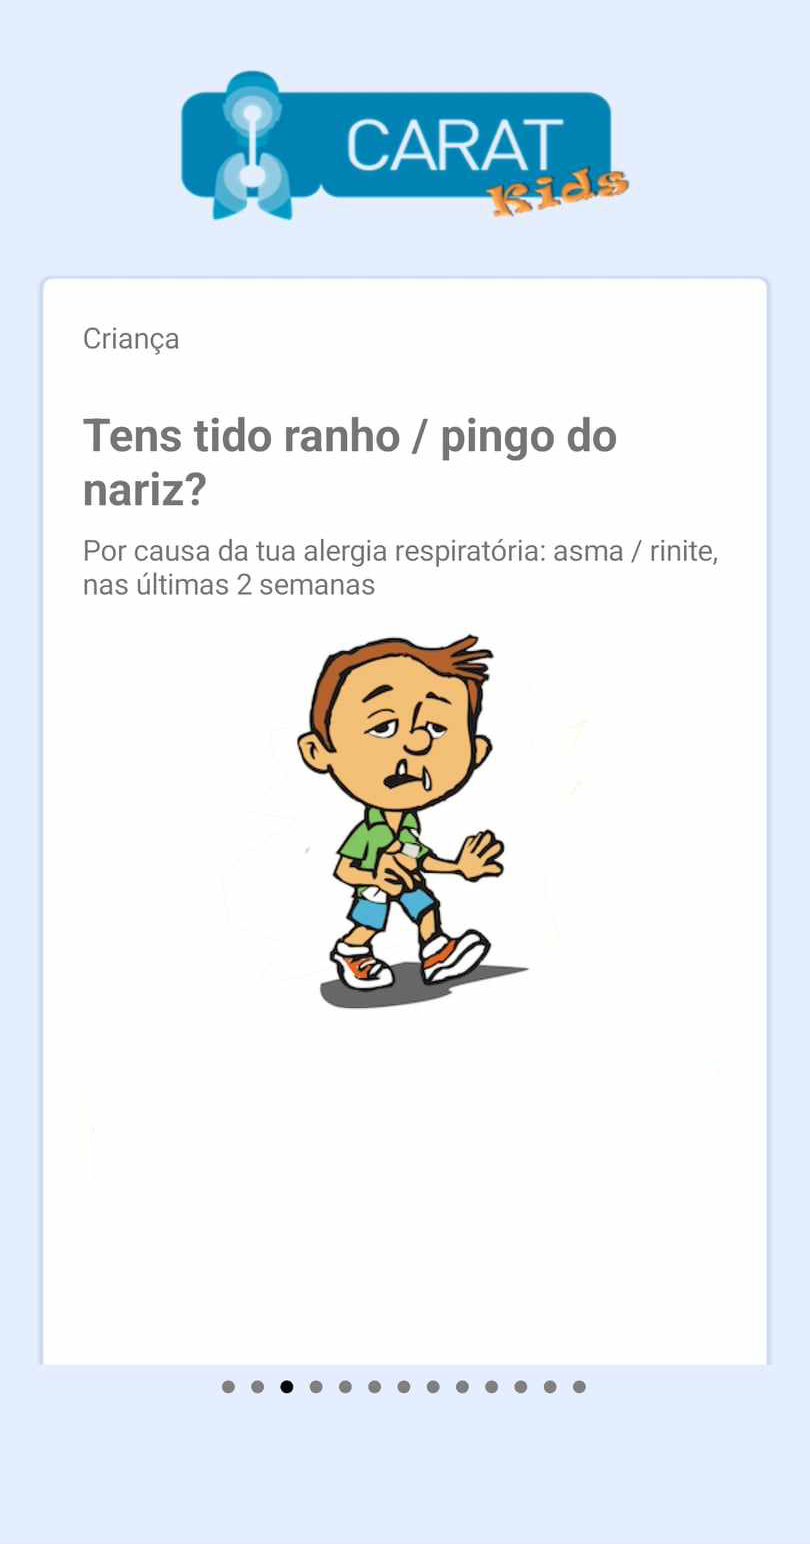 CARAT
Kids
Criança
Tens tido ranho / pingo do
nariz?
Por causa da tua alergia respiratória: asma / rinite,
nas últimas 2 semanas